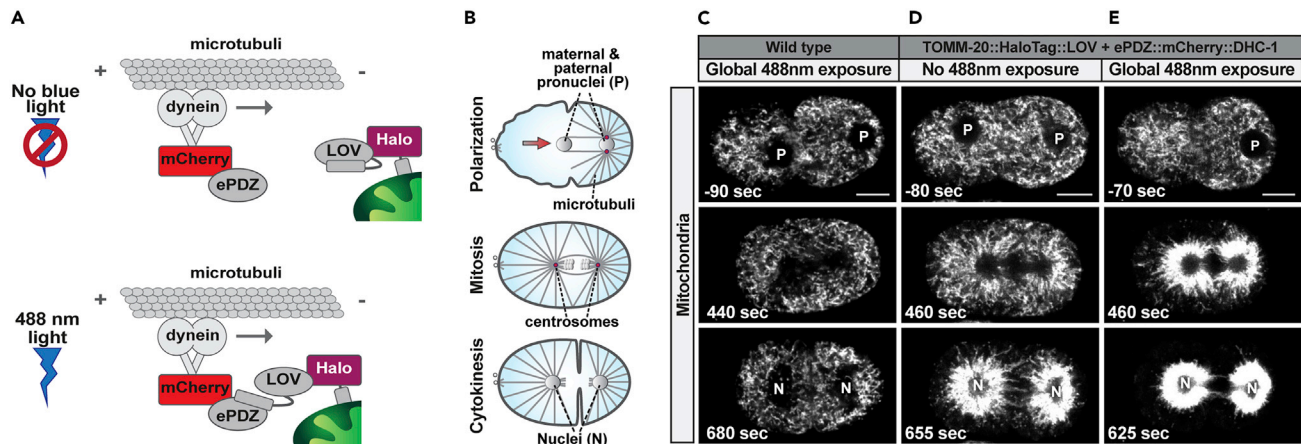 A
microtubuli
+
-
No blue
light
dynein
mCherry
ePDZ
LOV
Halo
microtubuli
+
-
488 nm
light
dynein
mCherry
ePDZ
LOV
Halo
B
maternal &
paternal
pronuclei (P)
Polarization
microtubuli
Mitosis
centrosomes
Cytokinesis
Nuclei (N)
C
D
E
Wild type
TOMM-20::HaloTag::LOV + ePDZ::mCherry::DHC-1
Global 488nm exposure
No 488nm exposure
Global 488nm exposure
Mitochondria
P
P
-90 sec
P
P
-80 sec
P
-70 sec
440 sec
460 sec
460 sec
N
N
680 sec
N
N
655 sec
N
N
625 sec